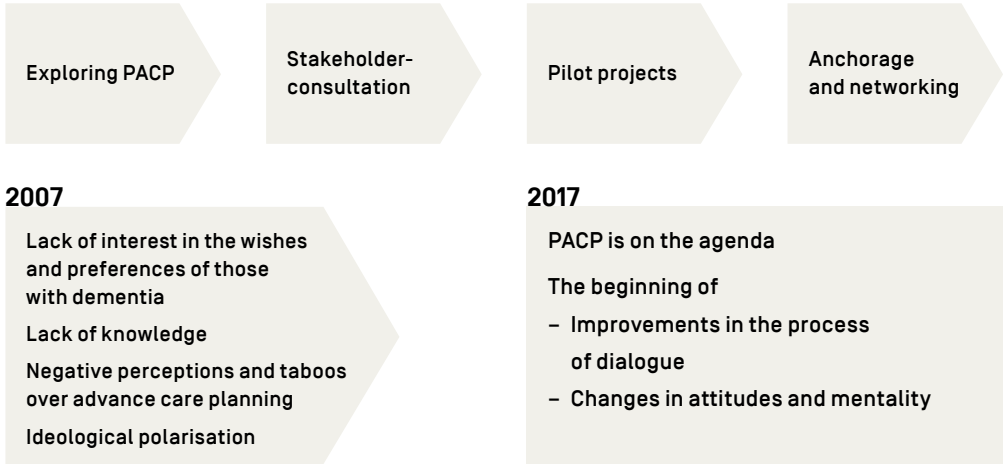 Exploring PACP
Stakeholder-
consultation
Pilot projects
Anchorage
and networking
2007
Lack of interest in the wishes
and preferences of those
with dementia
Lack of knowledge
Negative perceptions and taboos
over advance care planning
Ideological polarisation
2017
PACP is on the agenda
The beginning of
– Improvements in the process
of dialogue
– Changes in attitudes and mentality